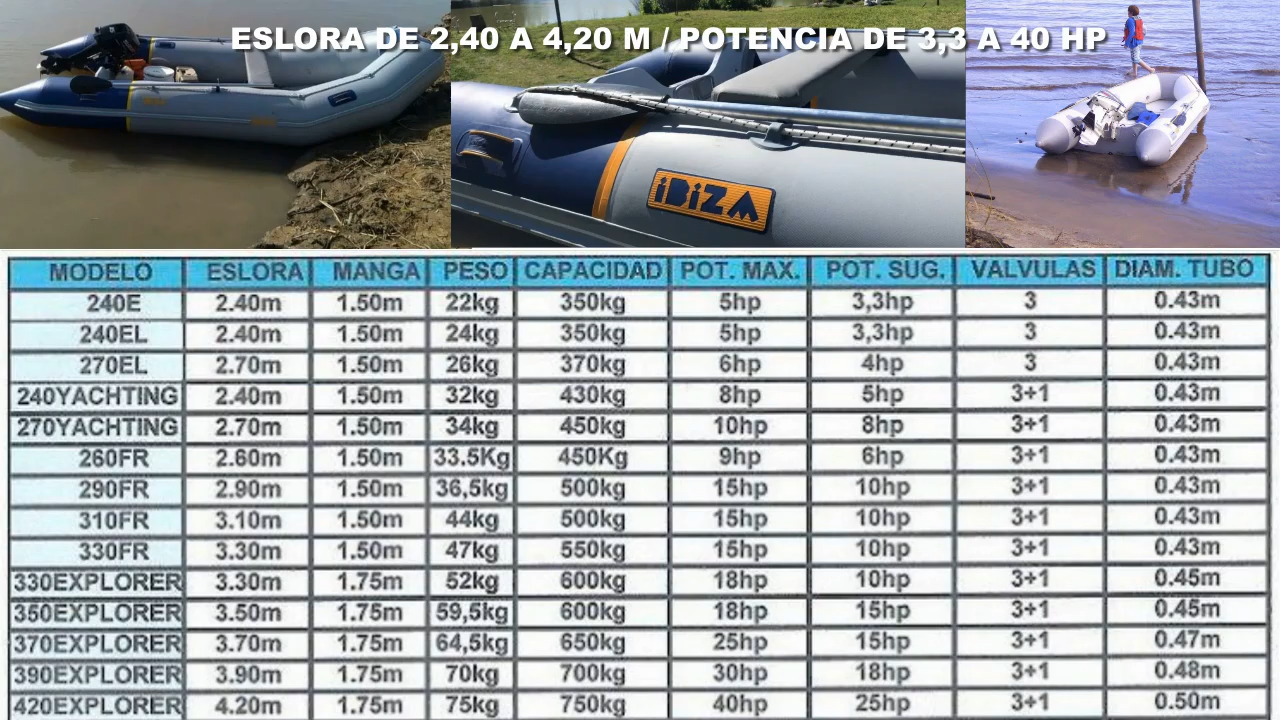 ESLORA DE 2,40 A 4,20 M / POTENCIA DE 3,3 A 40 HP
iBiZA
MODELO ESLORA MANGA PESO CAPACIDAD POT. MAX. POT. SUG. VALVULAS DIAM. TUBO
240E 2.40m 1.50m 22kg 350kg 5hp 3,3hp 3 0.43m
240EL 2.40m 1.50m 24kg 350kg 5hp 3,3hp 3 0.43m
270EL 2.70m 1.50m 26kg 370kg 6hp 4hp 3 0.43m
240YACHTING 2.40m 1.50m 32kg 430kg 8hp 5hp 3+1 0.43m
270YACHTING 2.70m 1.50m 34kg 450kg 10hp 8hp 3+1 0.43m
260FR 2.60m 1.50m 33.5Kg 450Kg 9hp 6hp 3+1 0.43m
290FR 2.90m 1.50m 36,5kg 500kg 15hp 10hp 3+1 0.43m
310FR 3.10m 1.50m 44kg 500kg 15hp 10hp 3+1 0.43m
330FR 3.30m 1.50m 47kg 550kg 15hp 10hp 3+1 0.43m
330EXPLORER 3.30m 1.75m 52kg 600kg 18hp 10hp 3+1 0.45m
350EXPLORER 3.50m 1.75m 59,5kg 600kg 18hp 15hp 3+1 0.45m
370EXPLORER 3.70m 1.75m 64,5kg 650kg 25hp 15hp 3+1 0.47m
390EXPLORER 3.90m 1.75m 70kg 700kg 30hp 18hp 3+1 0.48m
420EXPLORER 4.20m 1.75m 75kg 750kg 40hp 25hp 3+1 0.50m